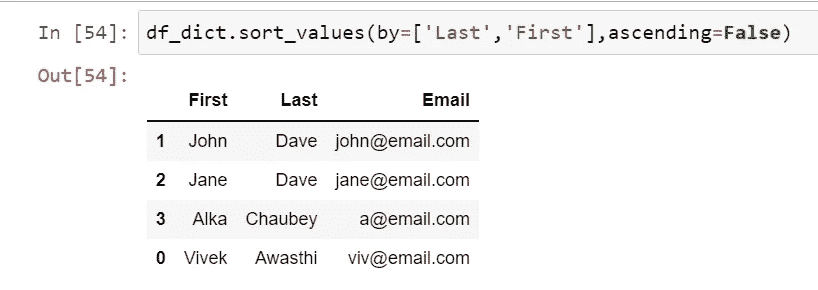 In [54]: df_dict.sort_values(by=['Last','First'],ascending=False)
Out[54]:
First Last Email
1 John Dave john@email.com
2 Jane Dave jane@email.com
3 Alka Chaubey a@email.com
0 Vivek Awasthi viv@email.com